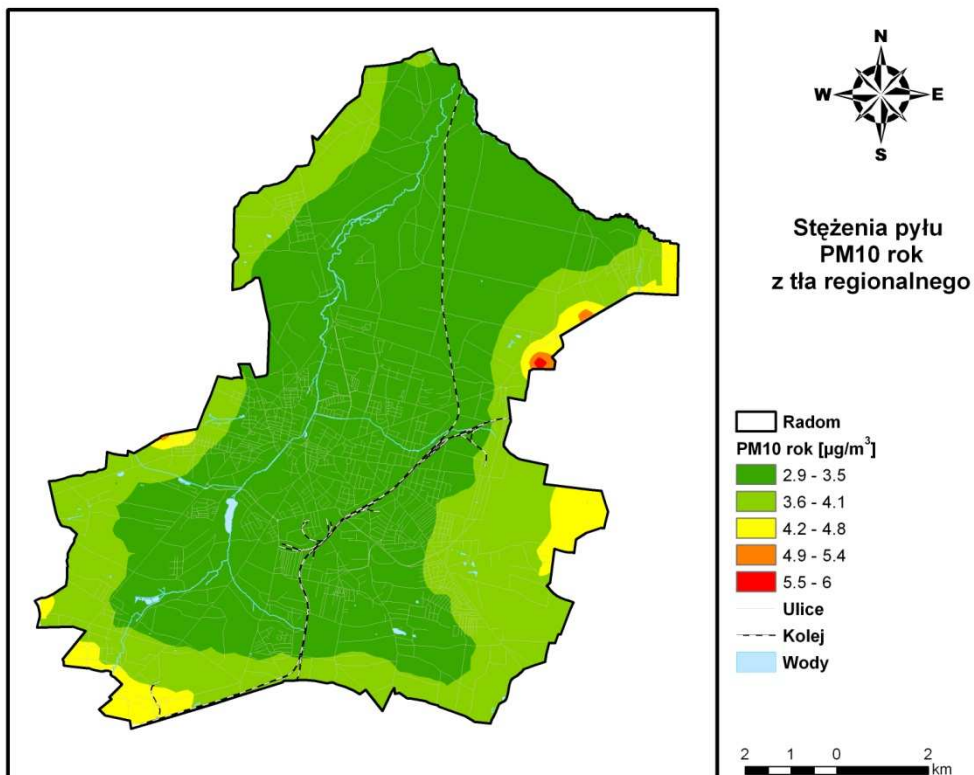 N
W E
S
Stężenia pyłu
PM10 rok
z tła regionalnego
Radom
PM10 rok [µg/m³]
2.9 - 3.5
3.6 - 4.1
4.2 - 4.8
4.9 - 5.4
5.5 - 6
Ulice
Kolej
Wody
2 1 0 2
km